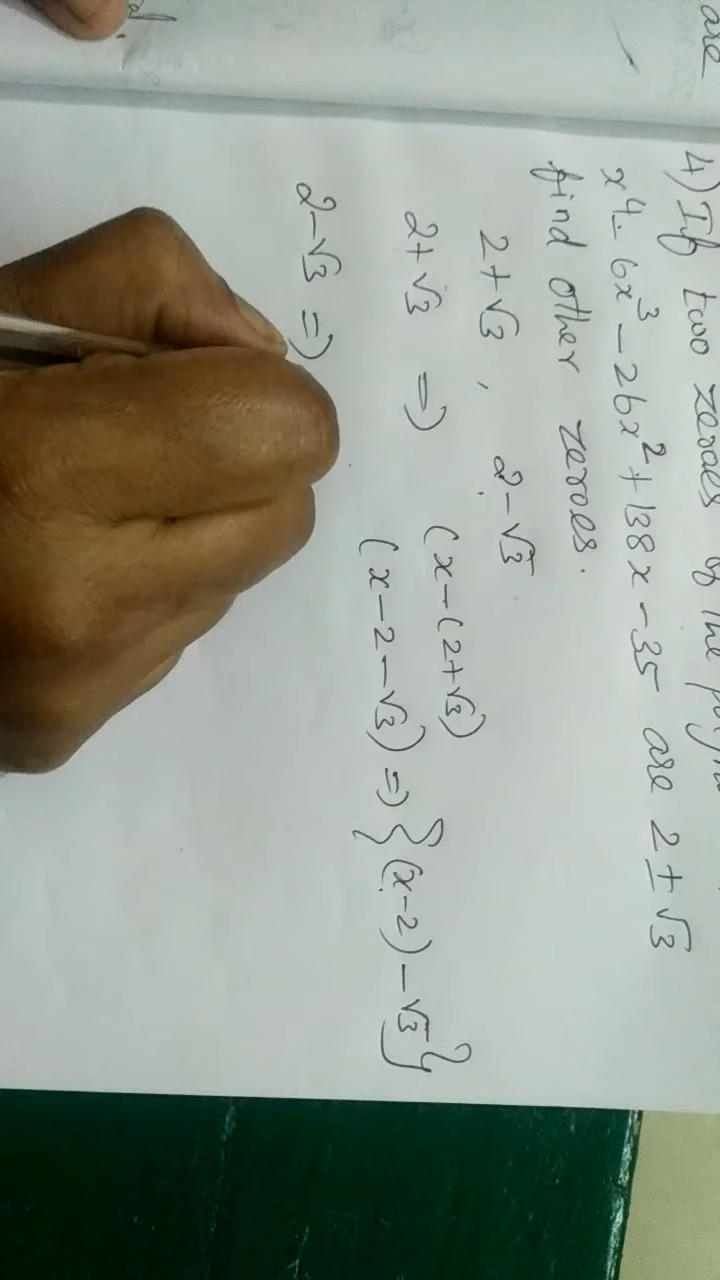 are
4) If two zeroes of the
x⁴ - 6x³ - 26x² + 138x - 35 are 2 ± √3
find other zeroes.
2 + √3 , 2 - √3
2 + √3 => (x - (2 + √3)
(x - 2 - √3) => {(x - 2) - √3}
2 - √3 =>